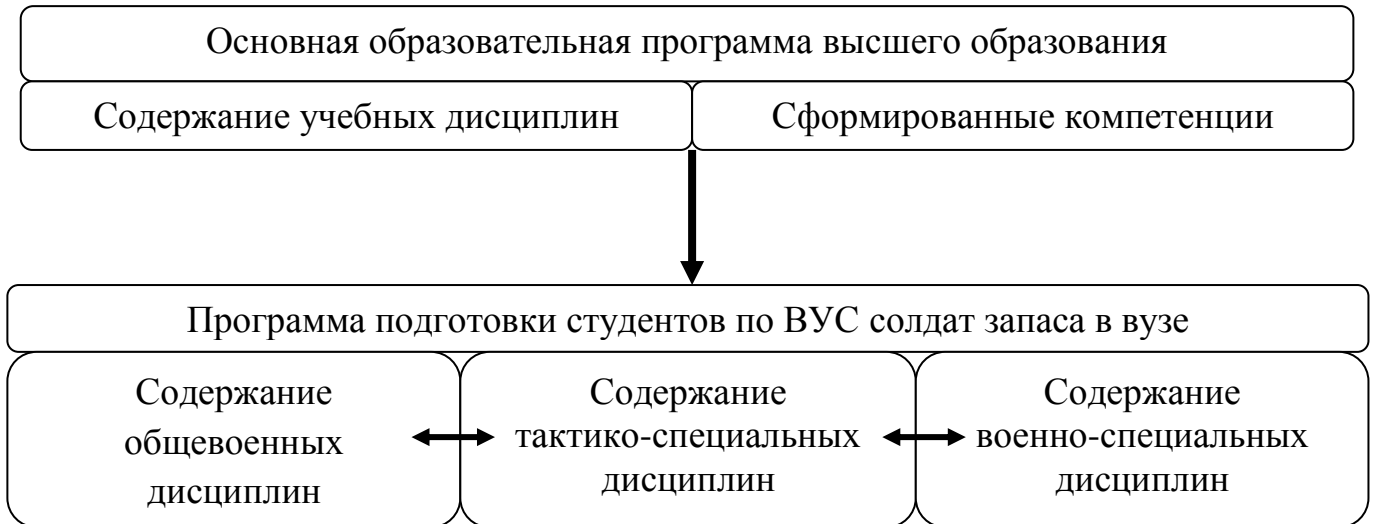 Основная образовательная программа высшего образования
Содержание учебных дисциплин
Сформированные компетенции
Программа подготовки студентов по ВУС солдат запаса в вузе
Содержание
общевоенных
дисциплин
Содержание
тактико-специальных
дисциплин
Содержание
военно-специальных
дисциплин